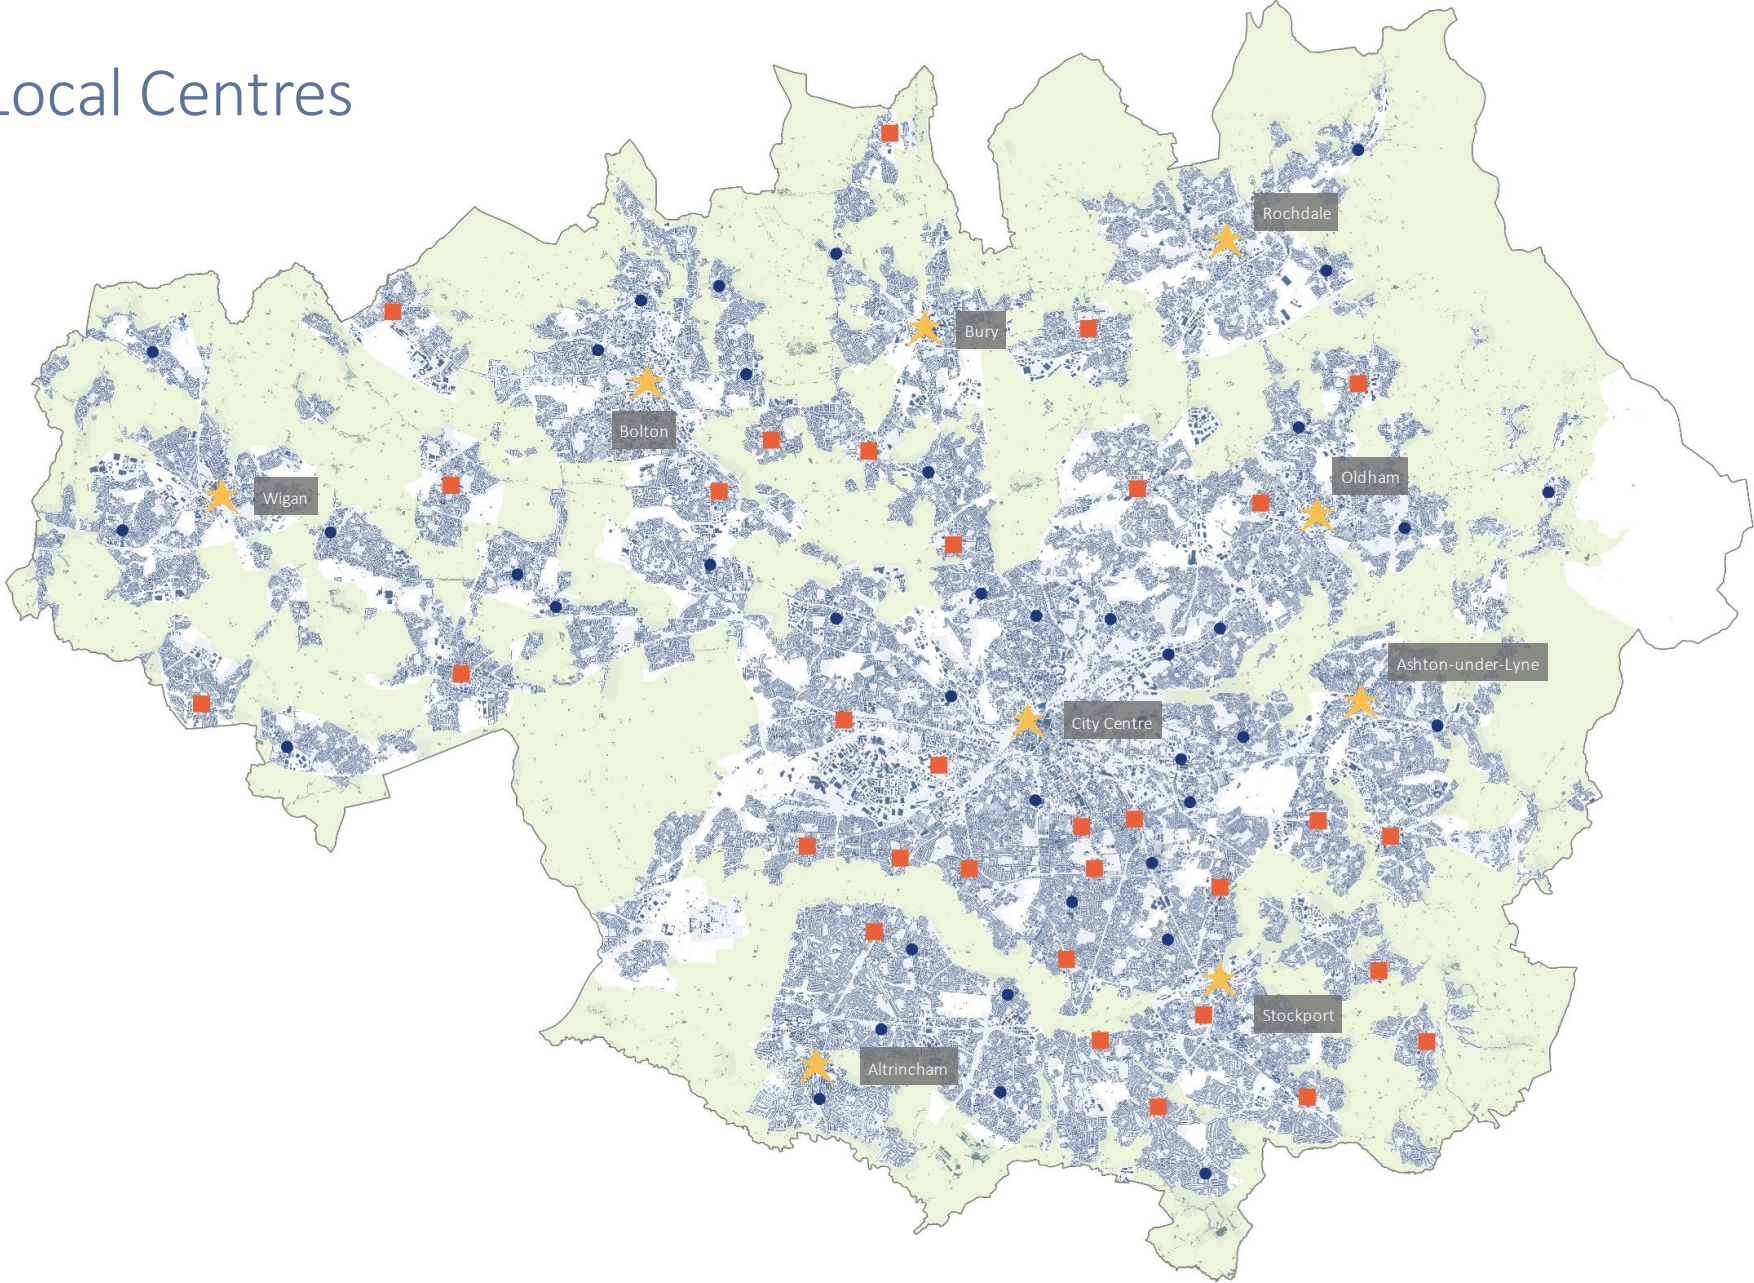 Local Centres
Rochdale
Bury
Bolton
Oldham
Wigan
Ashton-under-Lyne
City Centre
Stockport
Altrincham